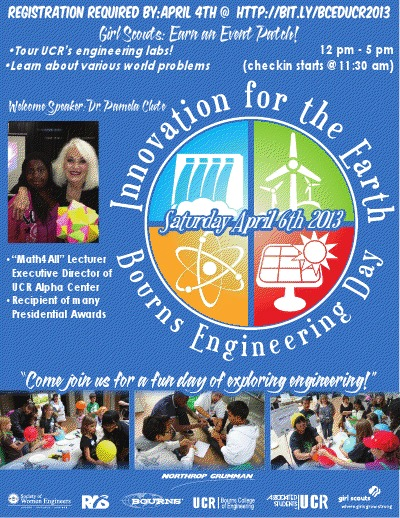 REGISTRATION REQUIRED BY:APRIL 4TH @ HTTP://BIT.LY/BCEDUCR2013
Girl Scouts: Earn an Event Patch!
•Tour UCR's engineering labs!
12 pm - 5 pm
•Learn about various world problems
(checkin starts @11:30 am)
Welcome Speaker-Dr. Pamela Clute
Innovation for the Earth
Saturday April 6th 2013
Bourns Engineering Day
• "Math4All" Lecturer
Executive Director of
UCR Alpha Center
• Recipient of many
Presidential Awards
"Come join us for a fun day of exploring engineering!"
NORTHROP GRUMMAN
Society of
Women Engineers
BOURNS
UCR Bourns College
of Engineering
ASSOCIATED
STUDENTS UCR
girl scouts
where girls grow strong